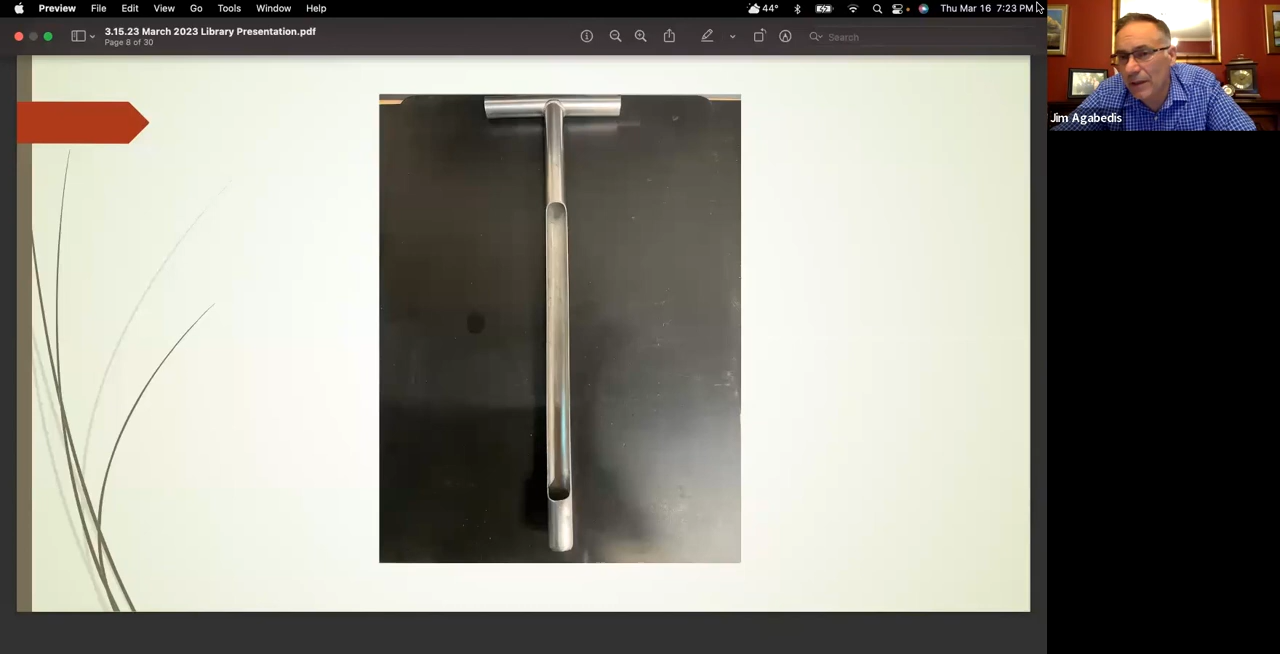 Preview File Edit View Go Tools Window Help 44° Thu Mar 16 7:23 PM
3.15.23 March 2023 Library Presentation.pdf
Page 8 of 30
Search
Jim Agabedis